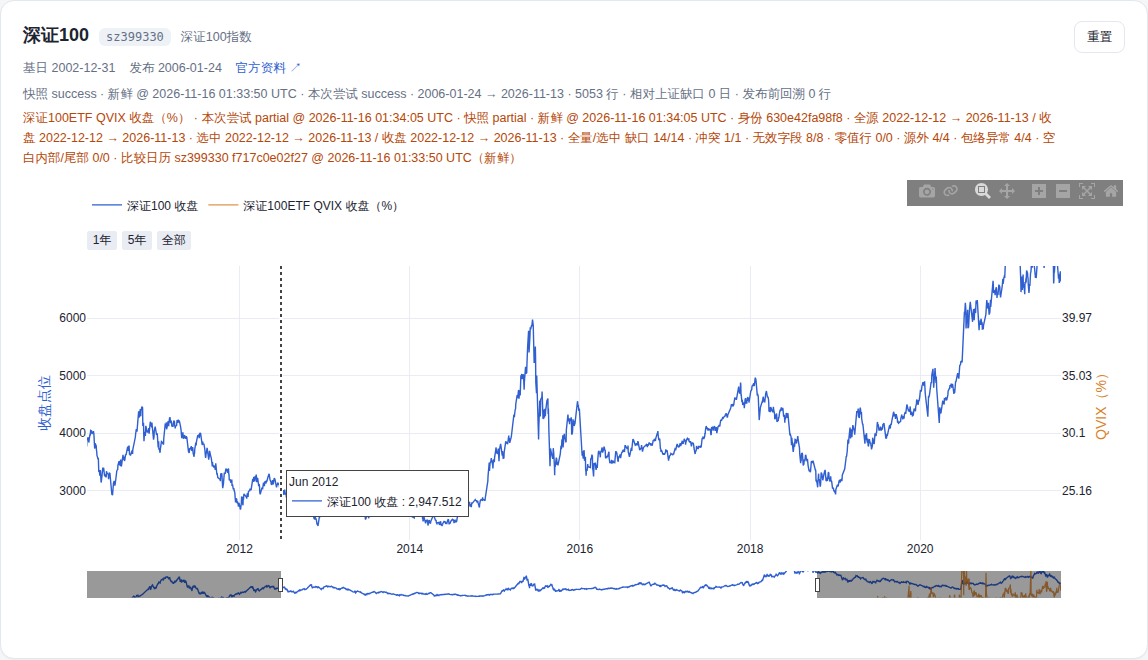 深证100 sz399330 深证100指数 重置
基日 2002-12-31 发布 2006-01-24 官方资料 ↗
快照 success · 新鲜 @ 2026-11-16 01:33:50 UTC · 本次尝试 success · 2006-01-24 → 2026-11-13 · 5053 行 · 相对上证缺口 0 日 · 发布前回溯 0 行
深证100ETF QVIX 收盘（%） · 本次尝试 partial @ 2026-11-16 01:34:05 UTC · 快照 partial · 新鲜 @ 2026-11-16 01:34:05 UTC · 身份 630e42fa98f8 · 全源 2022-12-12 → 2026-11-13 / 收
盘 2022-12-12 → 2026-11-13 · 选中 2022-12-12 → 2026-11-13 / 收盘 2022-12-12 → 2026-11-13 · 全量/选中 缺口 14/14 · 冲突 1/1 · 无效字段 8/8 · 零值行 0/0 · 源外 4/4 · 包络异常 4/4 · 空
白内部/尾部 0/0 · 比较日历 sz399330 f717c0e02f27 @ 2026-11-16 01:33:50 UTC（新鲜）
深证100 收盘 深证100ETF QVIX 收盘（%）
1年 5年 全部
收盘点位
6000
5000
4000
3000
39.97
35.03
30.1
25.16
QVIX（%）
Jun 2012
深证100 收盘 : 2,947.512
2012 2014 2016 2018 2020